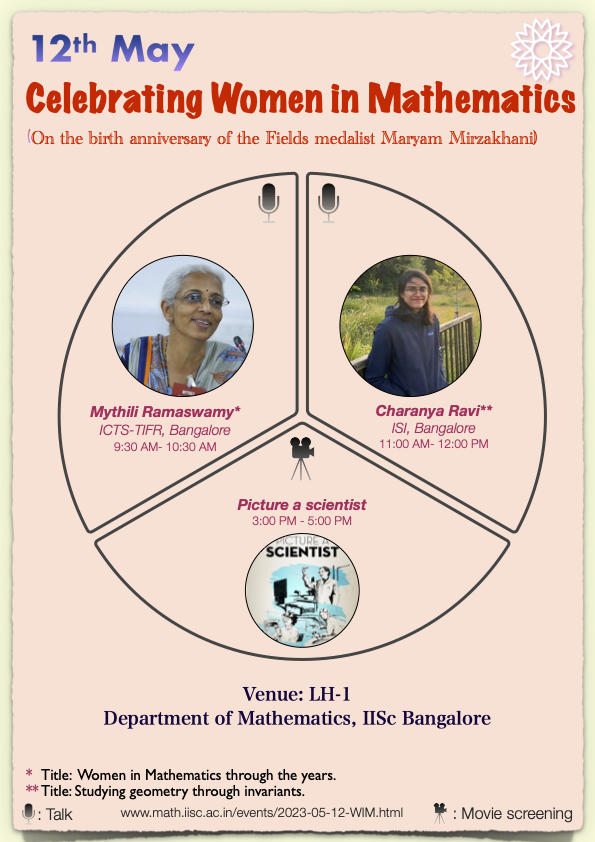 12th May
Celebrating Women in Mathematics
(On the birth anniversary of the Fields medalist Maryam Mirzakhani)
Mythili Ramaswamy*
ICTS-TIFR, Bangalore
9:30 AM- 10:30 AM
Charanya Ravi**
ISI, Bangalore
11:00 AM- 12:00 PM
Picture a scientist
3:00 PM - 5:00 PM
PICTURE A
SCIENTIST
Venue: LH-1
Department of Mathematics, IISc Bangalore
* Title: Women in Mathematics through the years.
** Title: Studying geometry through invariants.
: Talk
www.math.iisc.ac.in/events/2023-05-12-WIM.html
: Movie screening